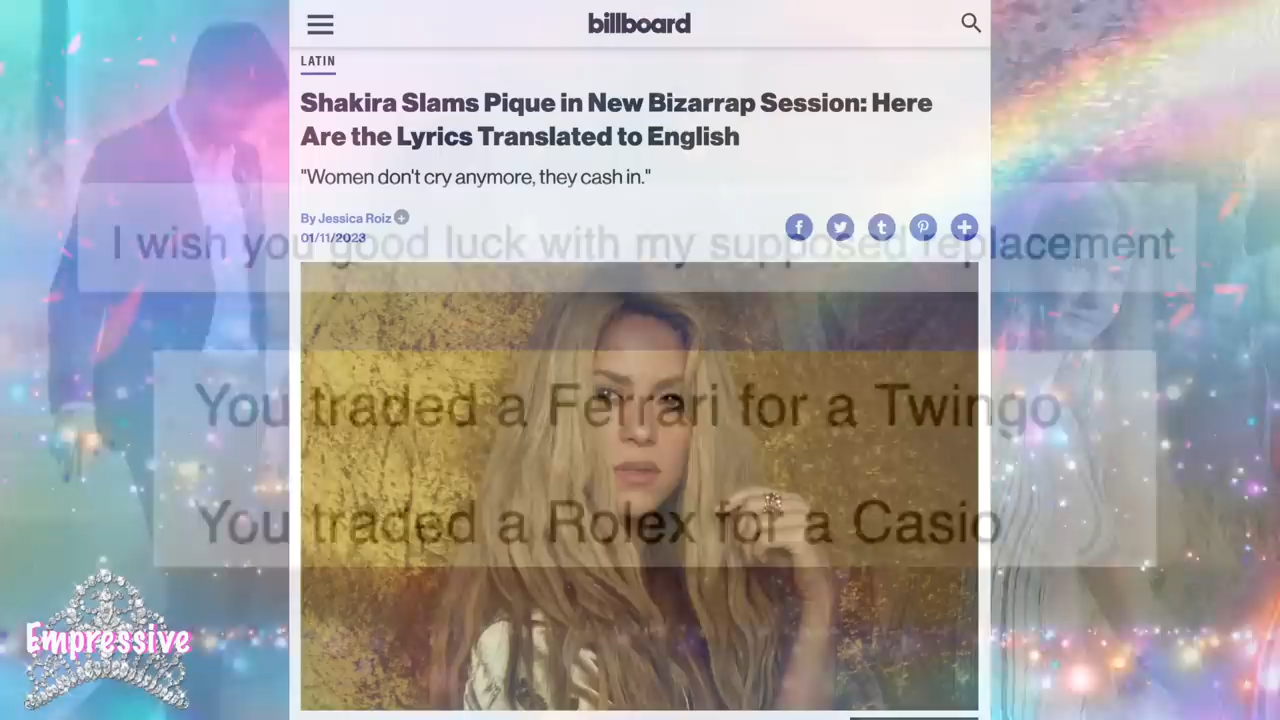 billboard
LATIN
Shakira Slams Pique in New Bizarrap Session: Here
Are the Lyrics Translated to English
"Women don't cry anymore, they cash in."
By Jessica Roiz
01/11/2023
I wish you good luck with my supposed replacement
You traded a Ferrari for a Twingo
You traded a Rolex for a Casio
Empressive